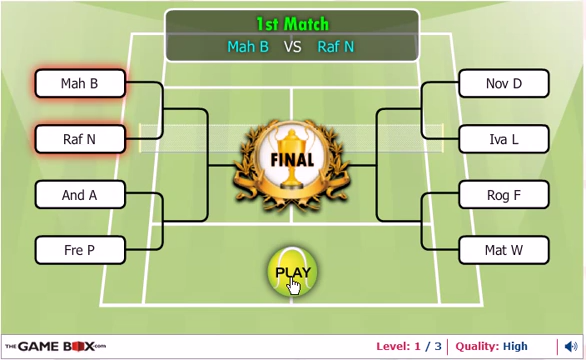 1st Match
Mah B VS Raf N
Mah B
Raf N
And A
Fre P
FINAL
Nov D
Iva L
Rog F
Mat W
PLAY
THE GAME BOX.com
Level: 1 / 3 Quality: High